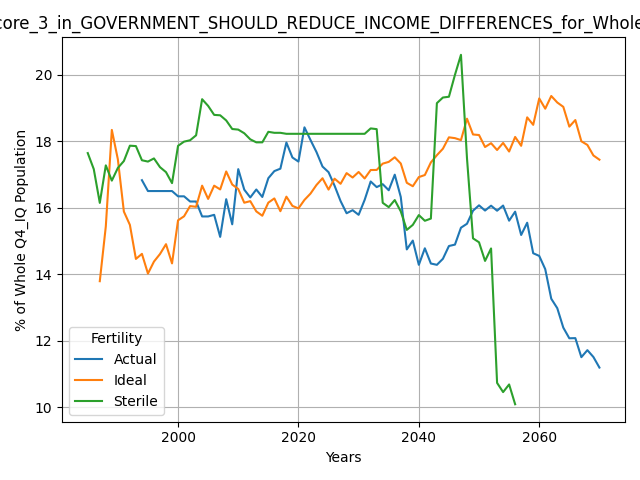 core_3_in_GOVERNMENT_SHOULD_REDUCE_INCOME_DIFFERENCES_for_Whole
% of Whole Q4_IQ Population
20
18
16
14
12
10
Fertility
Actual
Ideal
Sterile
2000
2020
2040
2060
Years